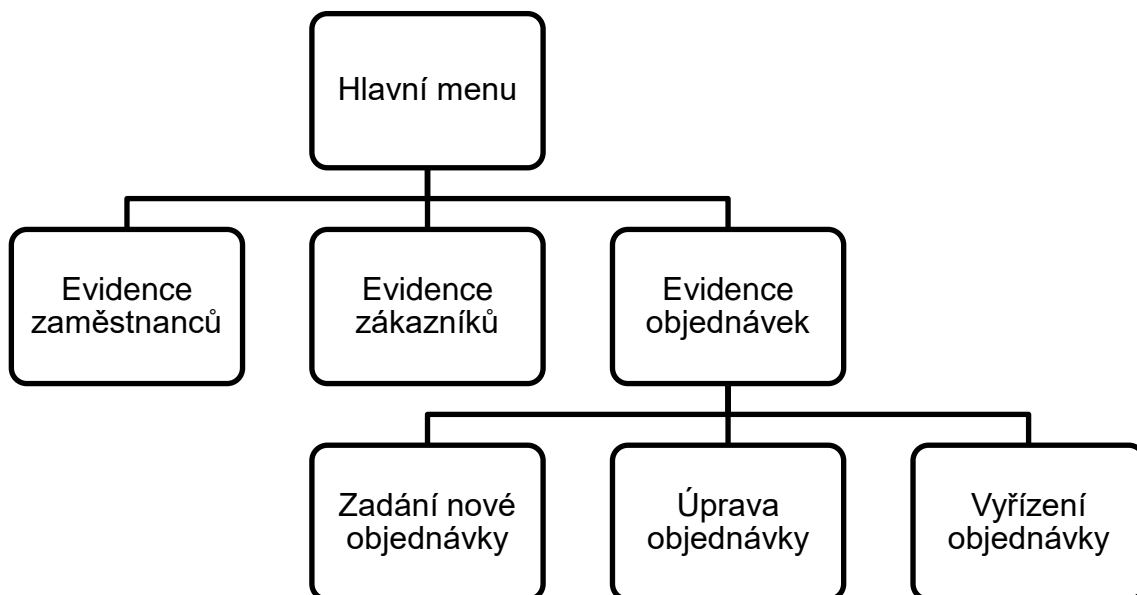 Hlavní menu
Evidence
zaměstnanců
Evidence
zákazníků
Evidence
objednávek
Zadání nové
objednávky
Úprava
objednávky
Vyřízení
objednávky